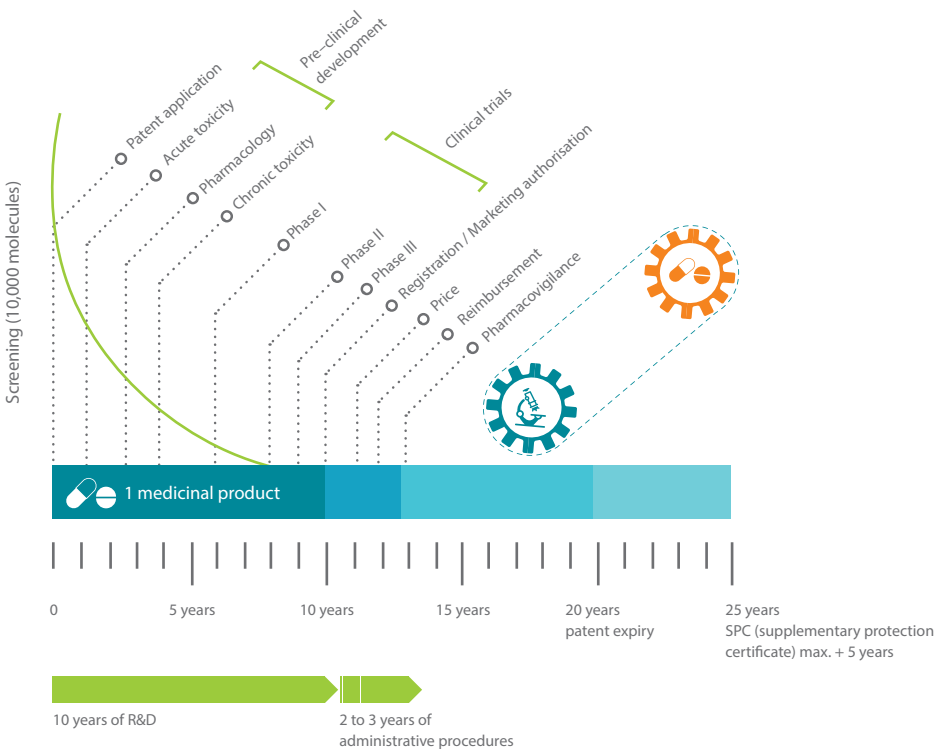 Screening (10,000 molecules)
Patent application
Acute toxicity
Pharmacology
Chronic toxicity
Pre–clinical
development
Phase I
Phase II
Phase III
Clinical trials
Registration / Marketing authorisation
Price
Reimbursement
Pharmacovigilance
1 medicinal product
0
5 years
10 years
15 years
20 years
patent expiry
25 years
SPC (supplementary protection
certificate) max. + 5 years
10 years of R&D
2 to 3 years of
administrative procedures